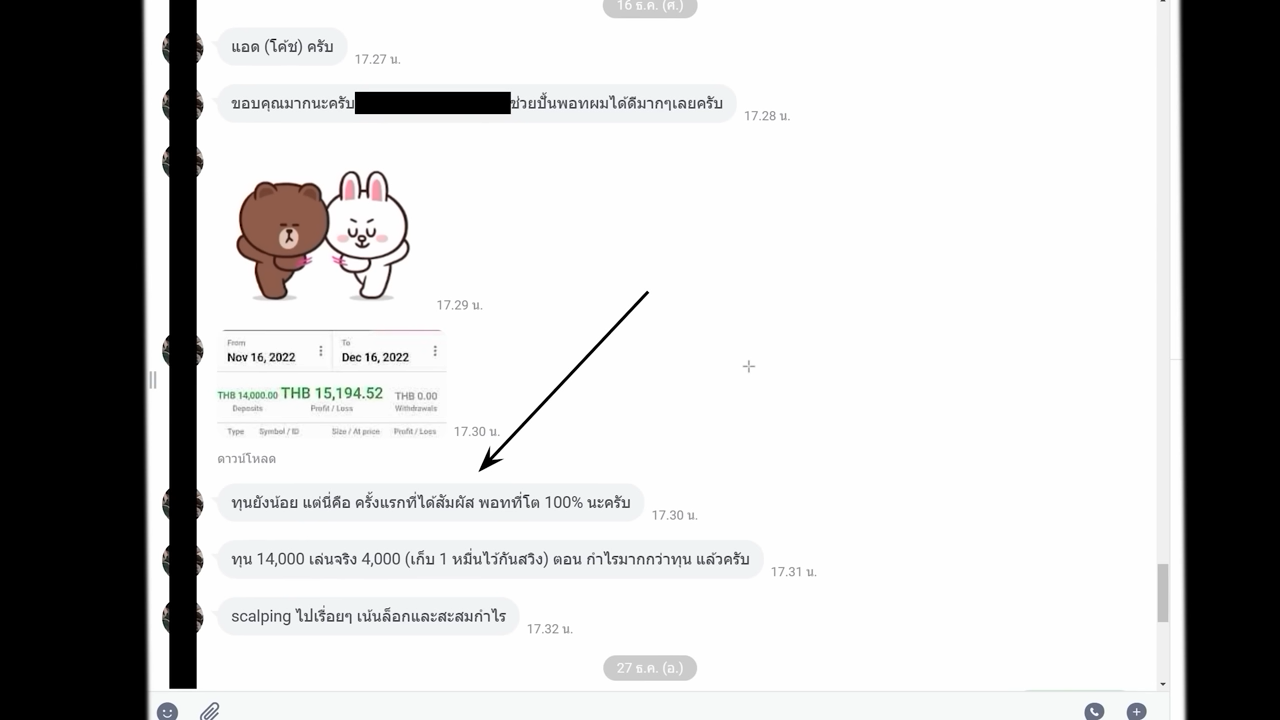 16 ธ.ค. (ศ.)
แอด (โค้ช) ครับ
17.27 น.
ขอบคุณมากนะครับ ช่วยปั้นพอทผมได้ดีมากๆเลยครับ
17.28 น.
17.29 น.
From
Nov 16, 2022
To
Dec 16, 2022
THB 14,000.00 THB 15,194.52 THB 0.00
Deposits Profit / Loss Withdrawals
Type Symbol / ID Size / At price Profit / Loss
17.30 น.
ดาวน์โหลด
ทุนยังน้อย แต่นี่คือ ครั้งแรกที่ได้สัมผัส พอทที่โต 100% นะครับ
17.30 น.
ทุน 14,000 เล่นจริง 4,000 (เก็บ 1 หมื่นไว้กันสวิง) ตอน กำไรมากกว่าทุน แล้วครับ
17.31 น.
scalping ไปเรื่อยๆ เน้นล็อกและสะสมกำไร
17.32 น.
27 ธ.ค. (อ.)